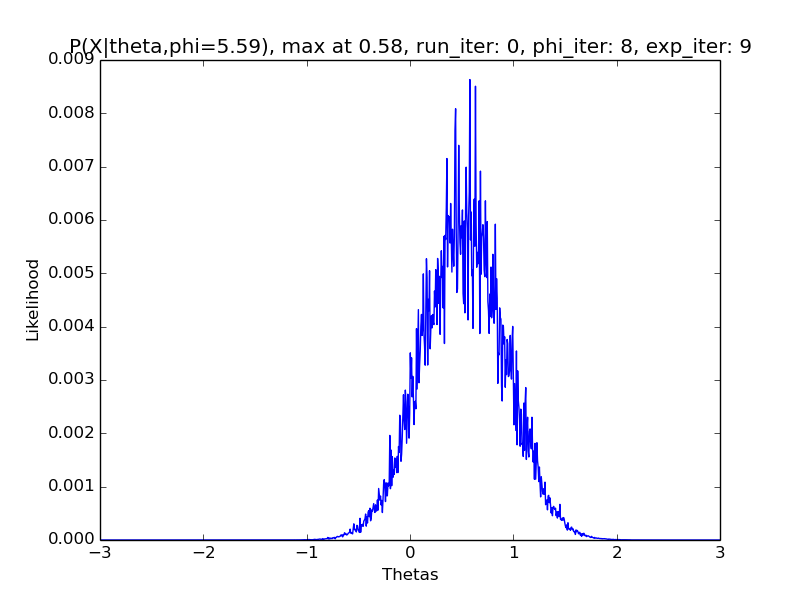 P(X|theta,phi=5.59), max at 0.58, run_iter: 0, phi_iter: 8, exp_iter: 9
0.009
0.008
0.007
0.006
0.005
0.004
0.003
0.002
0.001
0.000
Likelihood
−3 −2 −1 0 1 2 3
Thetas